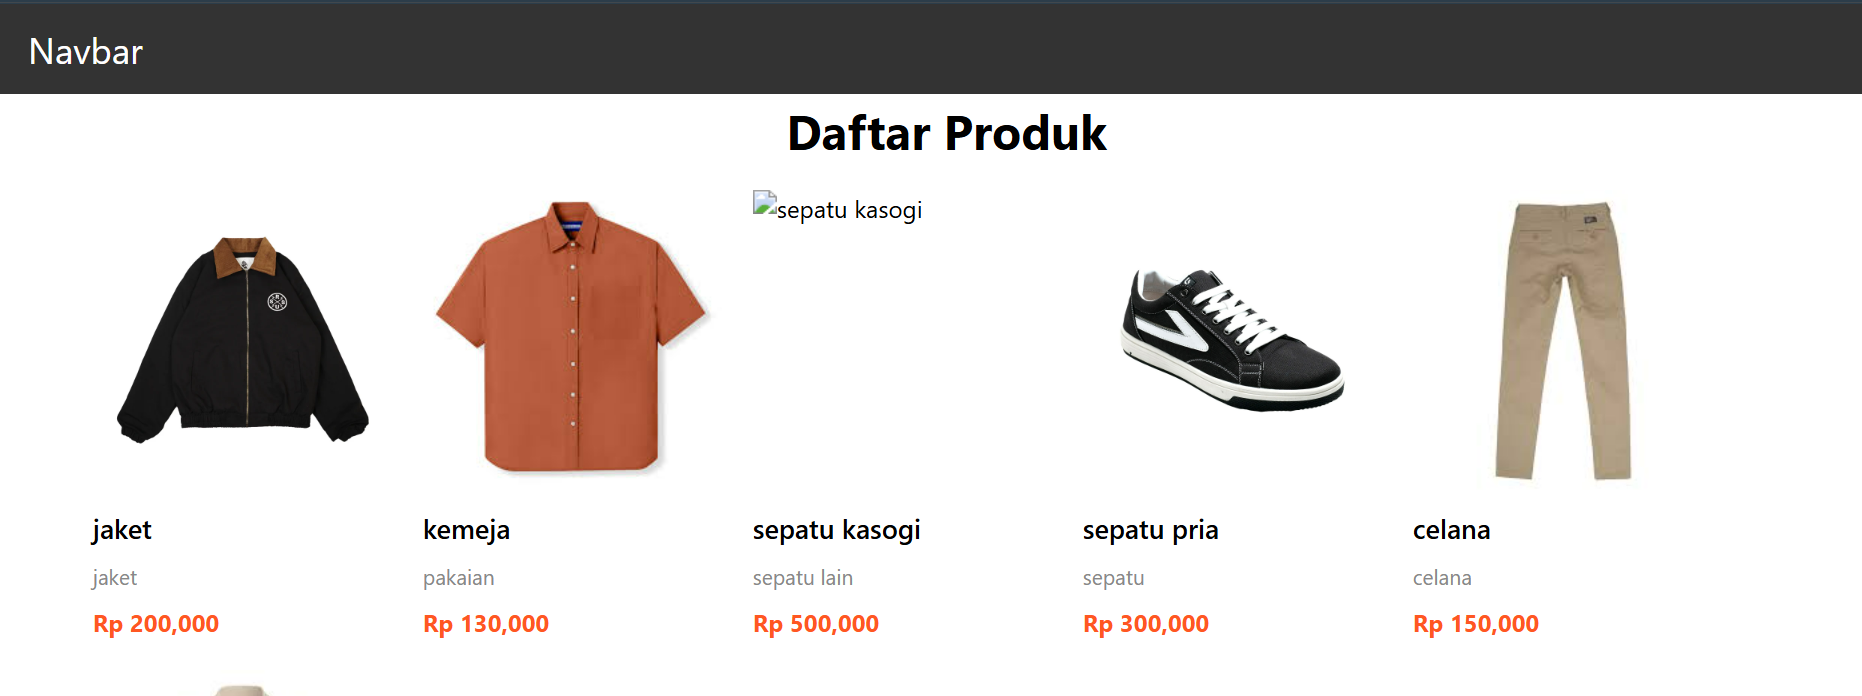 Navbar
Daftar Produk
sepatu kasogi
jaket
jaket
Rp 200,000
kemeja
pakaian
Rp 130,000
sepatu kasogi
sepatu lain
Rp 500,000
sepatu pria
sepatu
Rp 300,000
celana
celana
Rp 150,000